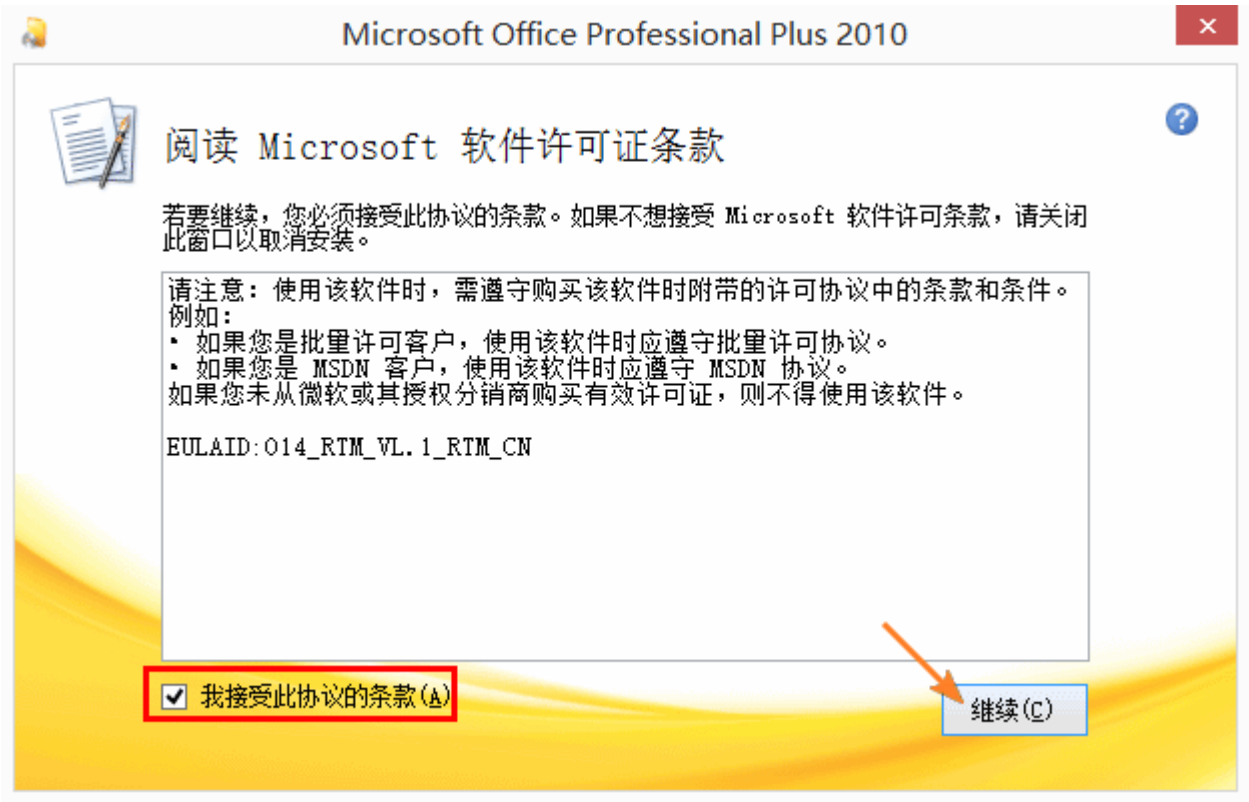 Microsoft Office Professional Plus 2010
阅读 Microsoft 软件许可证条款
若要继续，您必须接受此协议的条款。如果不想接受 Microsoft 软件许可条款，请关闭
此窗口以取消安装。
请注意：使用该软件时，需遵守购买该软件时附带的许可协议中的条款和条件。
例如：
• 如果您是批量许可客户，使用该软件时应遵守批量许可协议。
• 如果您是 MSDN 客户，使用该软件时应遵守 MSDN 协议。
如果您未从微软或其授权分销商购买有效许可证，则不得使用该软件。
EULAID:O14_RTM_VL.1_RTM_CN
我接受此协议的条款(A)
继续(C)